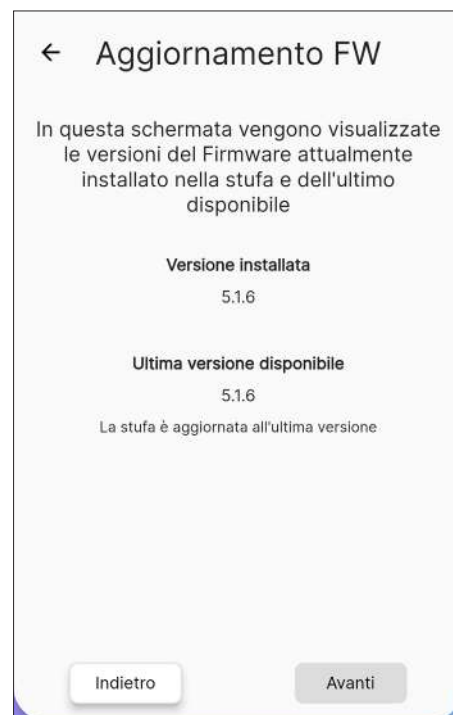 Aggiornamento FW
In questa schermata vengono visualizzate
le versioni del Firmware attualmente
installato nella stufa e dell'ultimo
disponibile
Versione installata
5.1.6
Ultima versione disponibile
5.1.6
La stufa è aggiornata all'ultima versione
Indietro
Avanti